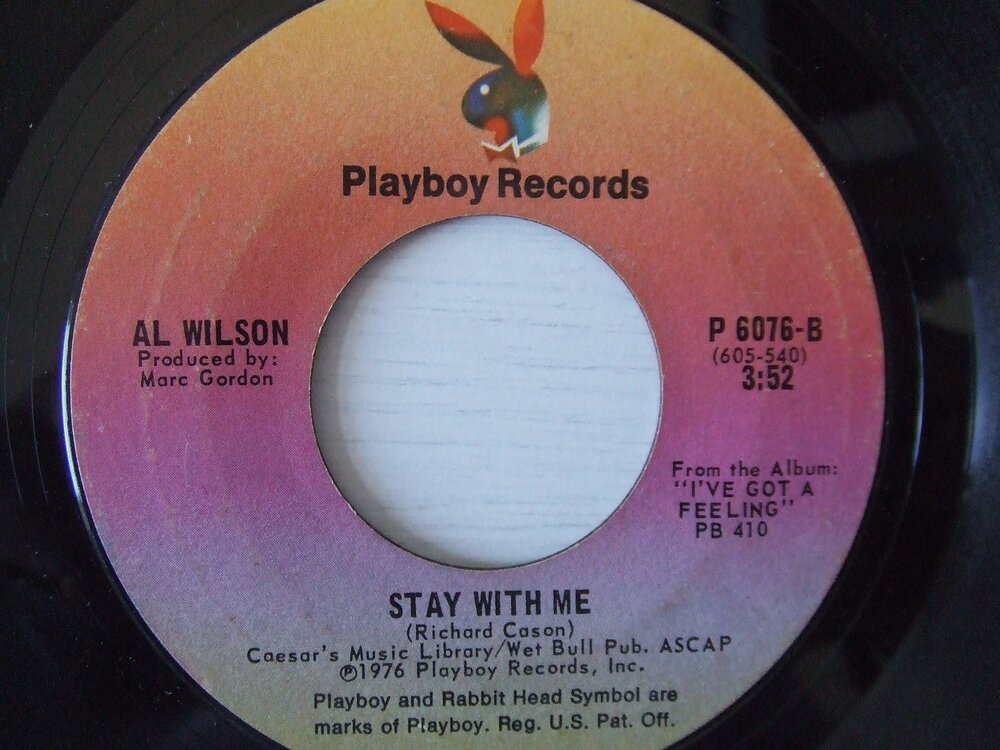 Playboy Records
AL WILSON
Produced by:
Marc Gordon
P 6076-B
(605-540)
3:52
From the Album:
"I'VE GOT A
FEELING"
PB 410
STAY WITH ME
(Richard Cason)
Caesar's Music Library/Wet Bull Pub. ASCAP
℗1976 Playboy Records, Inc.
Playboy and Rabbit Head Symbol are
marks of Playboy. Reg. U.S. Pat. Off.